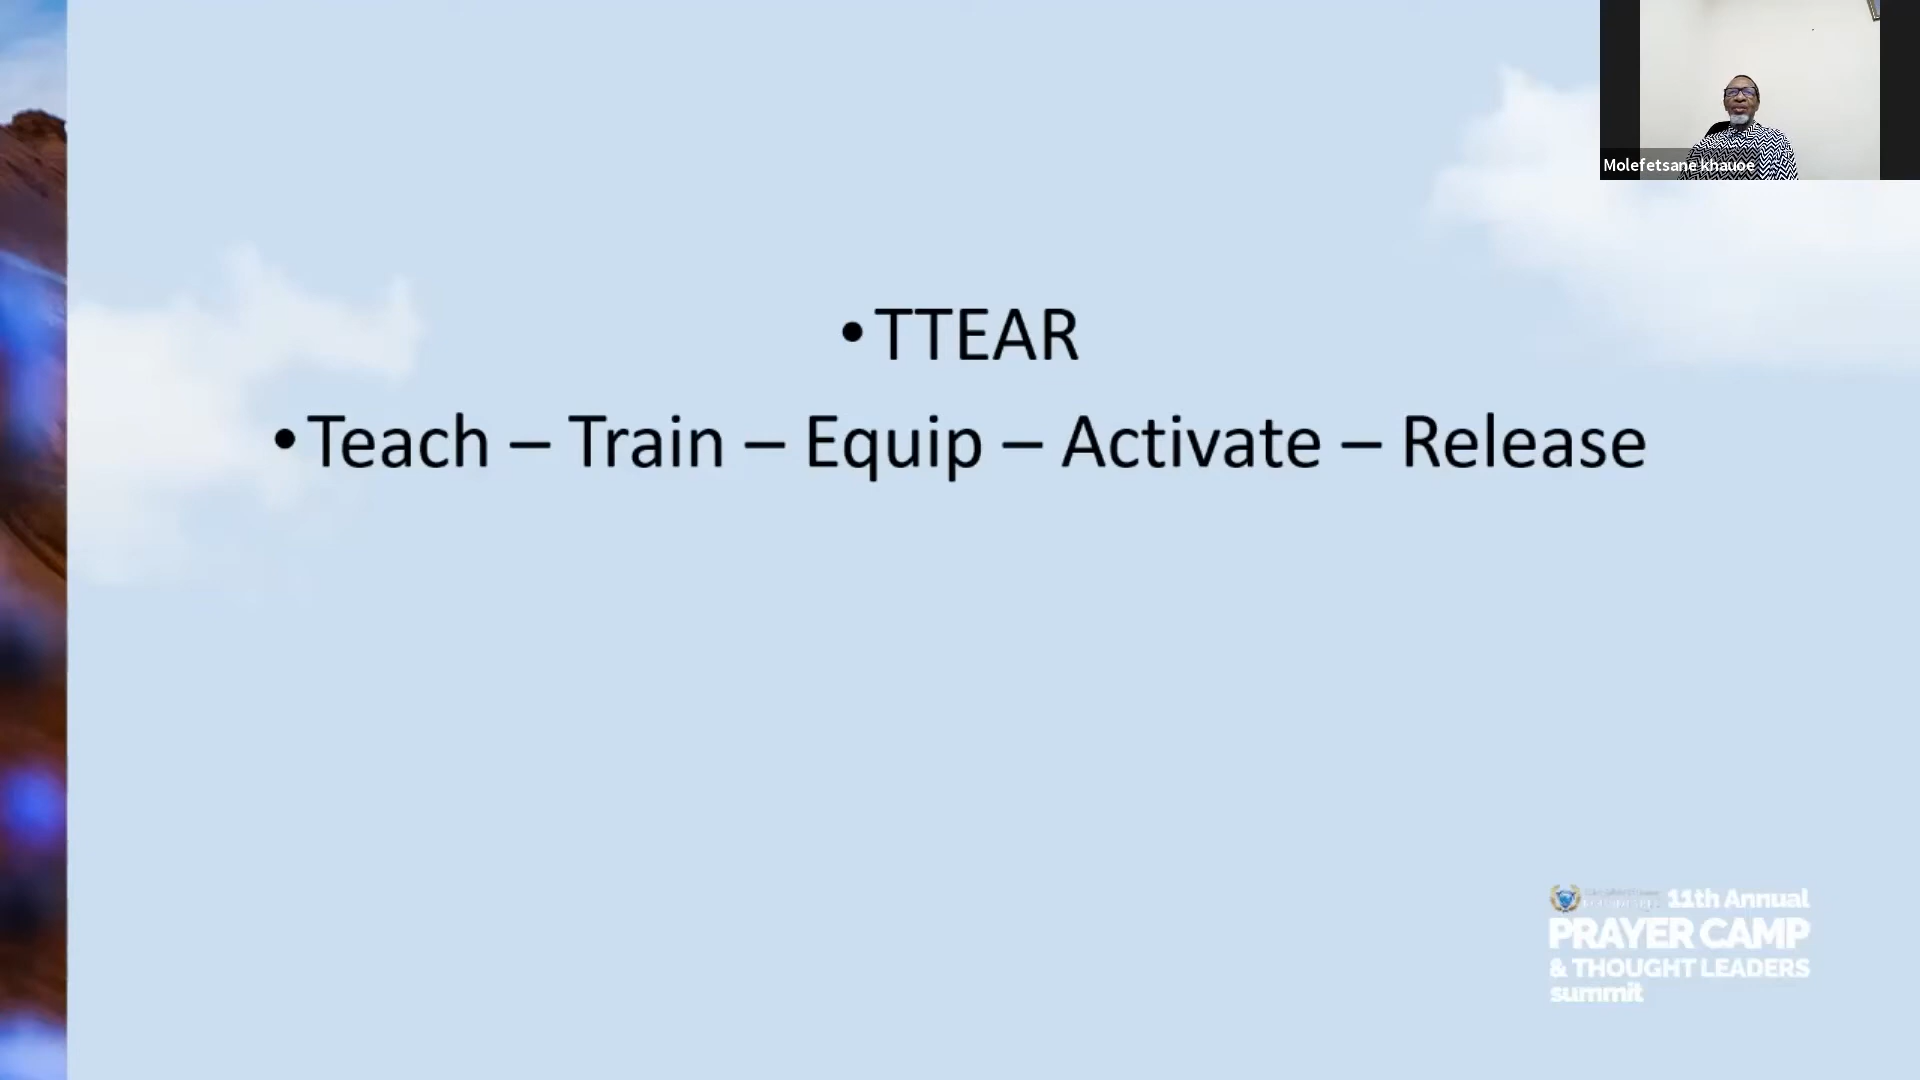 Molefetsane khauoe
•TTEAR
•Teach – Train – Equip – Activate – Release
11th Annual
PRAYER CAMP
& THOUGHT LEADERS
summit